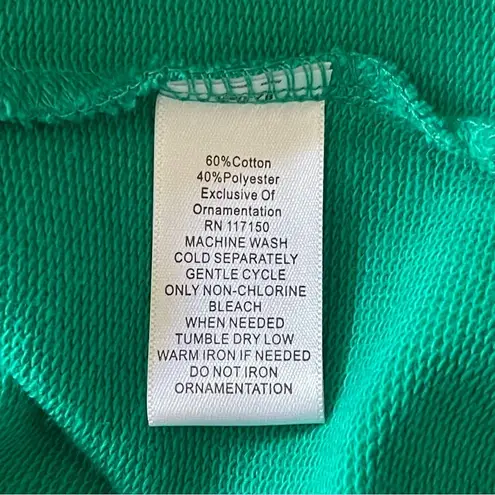 60%Cotton
40%Polyester
Exclusive Of
Ornamentation
RN 117150
MACHINE WASH
COLD SEPARATELY
GENTLE CYCLE
ONLY NON-CHLORINE
BLEACH
WHEN NEEDED
TUMBLE DRY LOW
WARM IRON IF NEEDED
DO NOT IRON
ORNAMENTATION